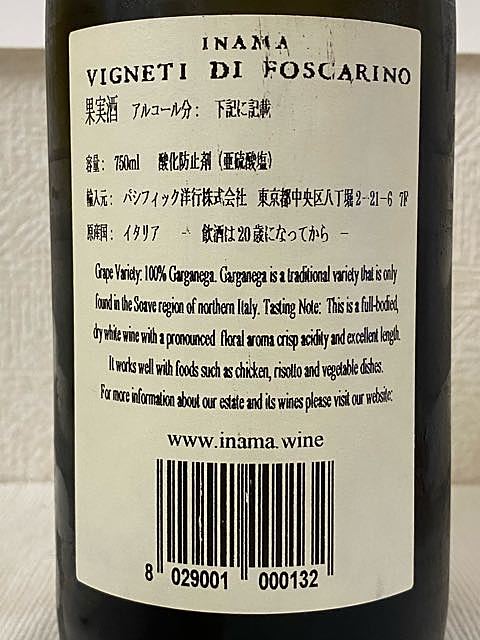 INAMA
VIGNETI DI FOSCARINO
果実酒 アルコール分: 下記に記載
容量: 750ml 酸化防止剤(亜硫酸塩)
輸入元: パシフィック洋行株式会社 東京都中央区八丁堀2-21-6 7F
原産国: イタリア - 飲酒は20歳になってから -
Grape Variety: 100% Garganega. Garganega is a traditional variety that is only
found in the Soave region of northern Italy. Tasting Note: This is a full-bodied,
dry white wine with a pronounced floral aroma crisp acidity and excellent length.
It works well with foods such as chicken, risotto and vegetable dishes.
For more information about our estate and its wines please visit our website:
www.inama.wine
8 029001 000132